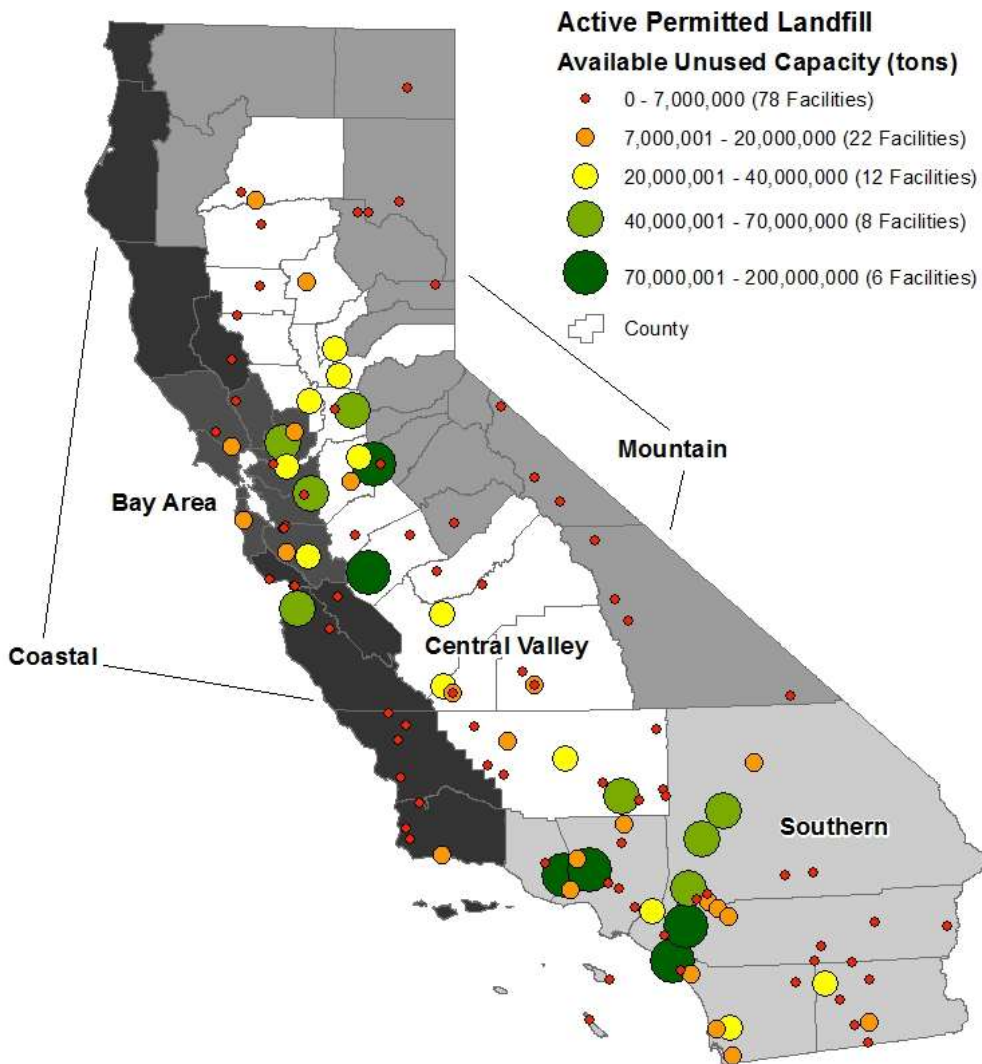 Active Permitted Landfill
Available Unused Capacity (tons)
0 - 7,000,000 (78 Facilities)
7,000,001 - 20,000,000 (22 Facilities)
20,000,001 - 40,000,000 (12 Facilities)
40,000,001 - 70,000,000 (8 Facilities)
70,000,001 - 200,000,000 (6 Facilities)
County
Mountain
Bay Area
Coastal
Central Valley
Southern